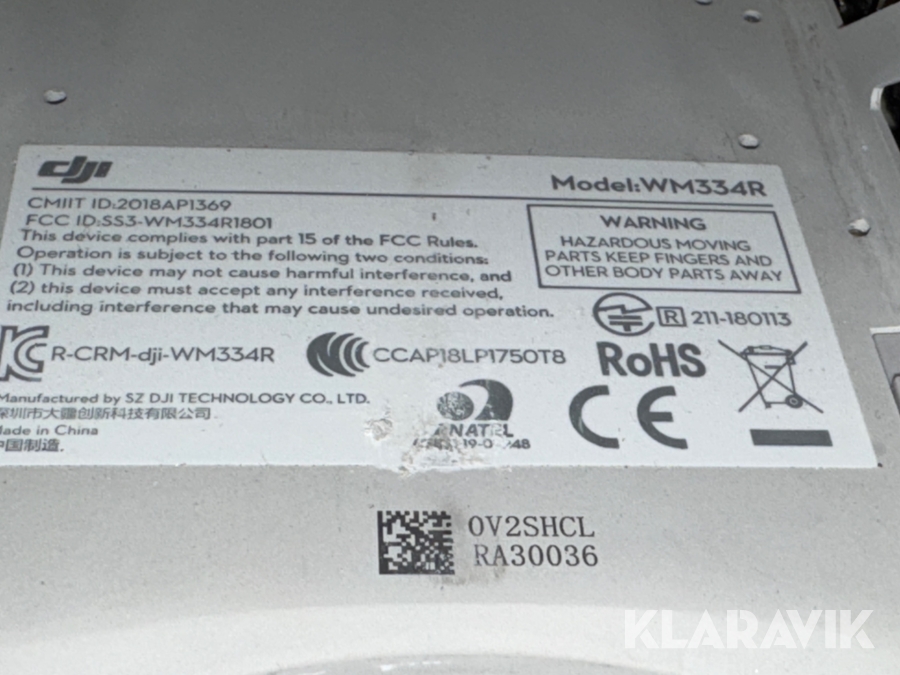 dji
Model:WM334R
CMIIT ID:2018AP1369
FCC ID:SS3-WM334R1801
This device complies with part 15 of the FCC Rules.
Operation is subject to the following two conditions:
(1) This device may not cause harmful interference, and
(2) this device must accept any interference received,
including interference that may cause undesired operation.
WARNING
HAZARDOUS MOVING
PARTS KEEP FINGERS AND
OTHER BODY PARTS AWAY
R 211-180113
R-CRM-dji-WM334R
CCAP18LP1750T8
RoHS
Manufactured by SZ DJI TECHNOLOGY CO., LTD.
深圳市大疆创新科技有限公司
Made in China
中国制造.
ANATEL
CE
0V2SHCL
RA30036
KLARAVIK